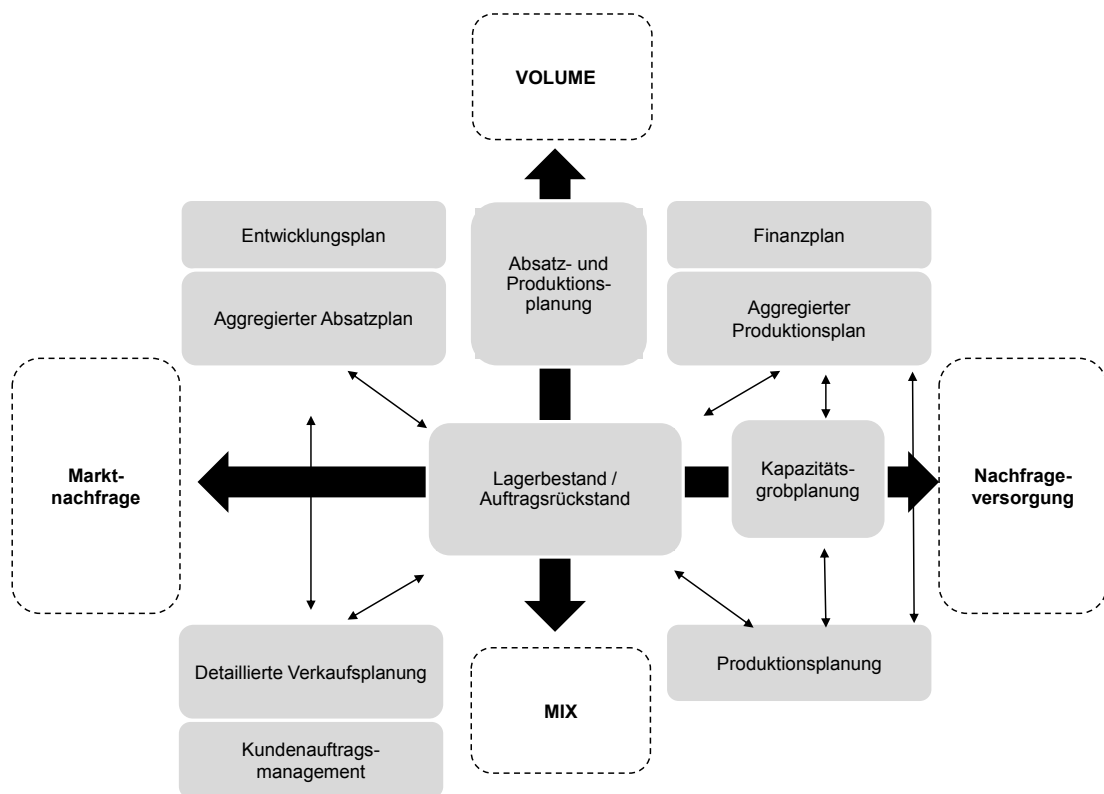 VOLUME
Entwicklungsplan
Finanzplan
Absatz- und
Produktions-
planung
Aggregierter Absatzplan
Aggregierter
Produktionsplan
Markt-
nachfrage
Lagerbestand /
Auftragsrückstand
Kapazitäts-
grobplanung
Nachfrage-
versorgung
Detaillierte Verkaufsplanung
MIX
Produktionsplanung
Kundenauftrags-
management